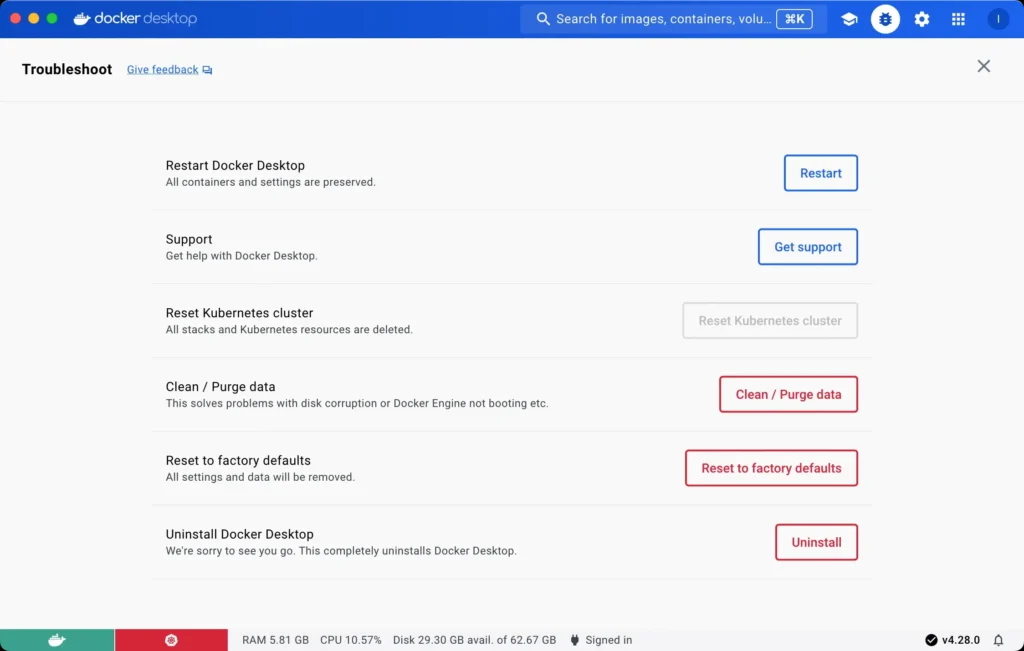 docker desktop
Search for images, containers, volu... ⌘K
I
Troubleshoot Give feedback
Restart Docker Desktop
All containers and settings are preserved.
Restart
Support
Get help with Docker Desktop.
Get support
Reset Kubernetes cluster
All stacks and Kubernetes resources are deleted.
Reset Kubernetes cluster
Clean / Purge data
This solves problems with disk corruption or Docker Engine not booting etc.
Clean / Purge data
Reset to factory defaults
All settings and data will be removed.
Reset to factory defaults
Uninstall Docker Desktop
We're sorry to see you go. This completely uninstalls Docker Desktop.
Uninstall
RAM 5.81 GB CPU 10.57% Disk 29.30 GB avail. of 62.67 GB Signed in v4.28.0